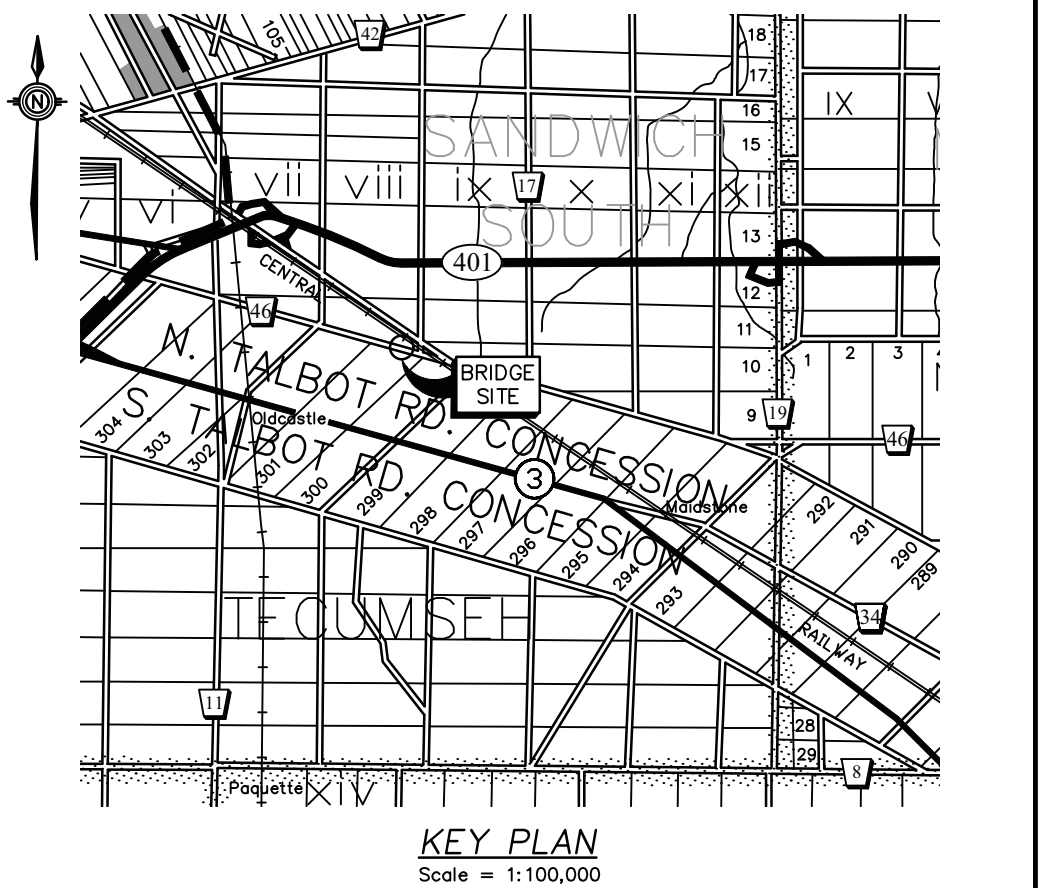 18
105
42
17
N
IX
16
SANDWICH
15
vii viii ix 17 x xi xii
vi
SOUTH
13
401
CENTRAL
12
46
11
N. TALBOT RD. CONCESSION
1 2 3
10
BRIDGE
SITE
9
19
46
S. TALBOT RD. CONCESSION
Oldcastle
304
303
302
301
300
299
298
297
296
295
294
293
3
Maidstone
292
291
290
289
TECUMSEH
34
RAILWAY
11
28
29
8
Paquette
XIV
KEY PLAN
Scale = 1:100,000